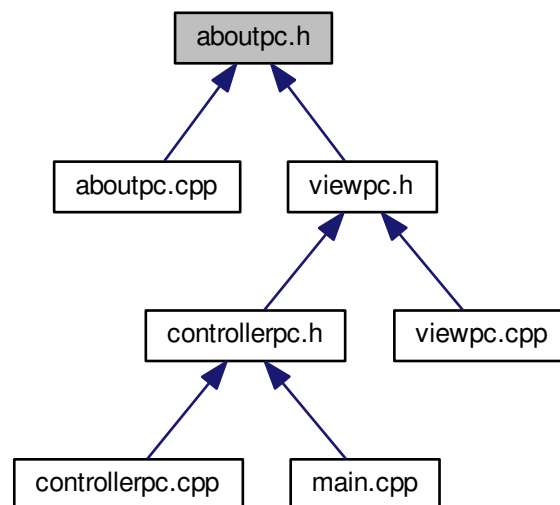 aboutpc.h
aboutpc.cpp
viewpc.h
controllerpc.h
viewpc.cpp
controllerpc.cpp
main.cpp